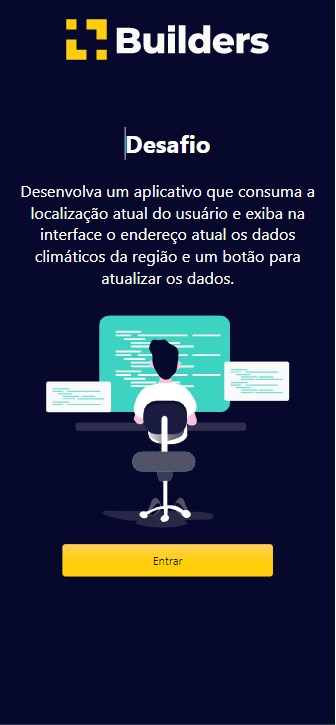 Builders
Desafio
Desenvolva um aplicativo que consuma a
localização atual do usuário e exiba na
interface o endereço atual os dados
climáticos da região e um botão para
atualizar os dados.
Entrar